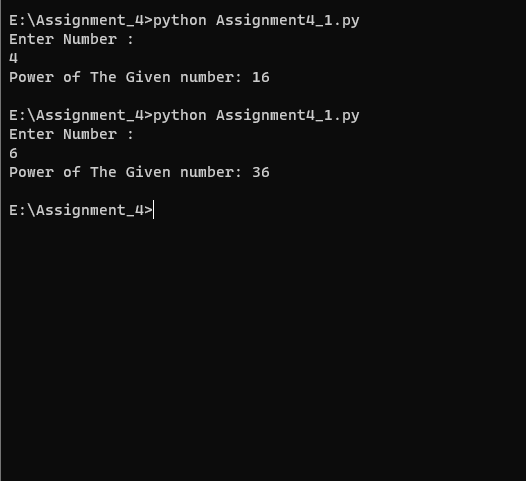 E:\Assignment_4>python Assignment4_1.py
Enter Number :
4
Power of The Given number: 16
E:\Assignment_4>python Assignment4_1.py
Enter Number :
6
Power of The Given number: 36
E:\Assignment_4>